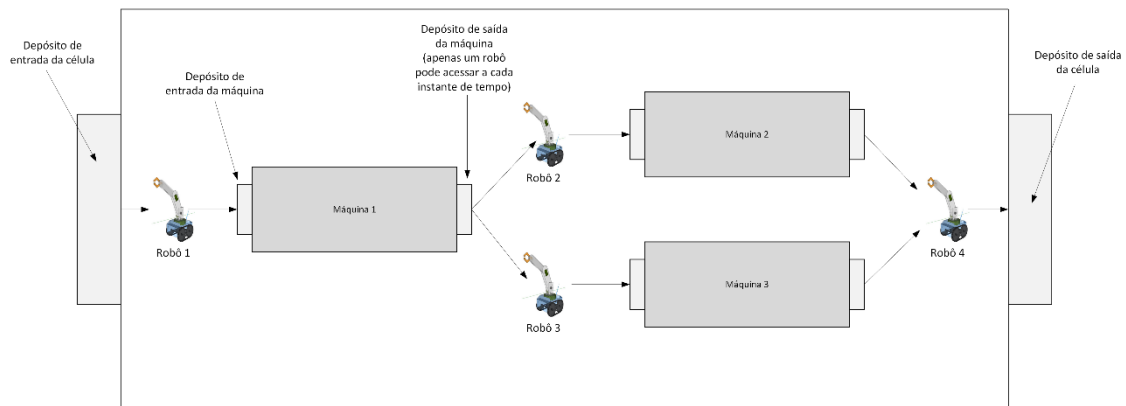 Depósito de
entrada da célula
Depósito de
entrada da máquina
Depósito de saída
da máquina
(apenas um robô
pode acessar a cada
instante de tempo)
Depósito de saída
da célula
Robô 1
Máquina 1
Robô 2
Máquina 2
Robô 3
Máquina 3
Robô 4